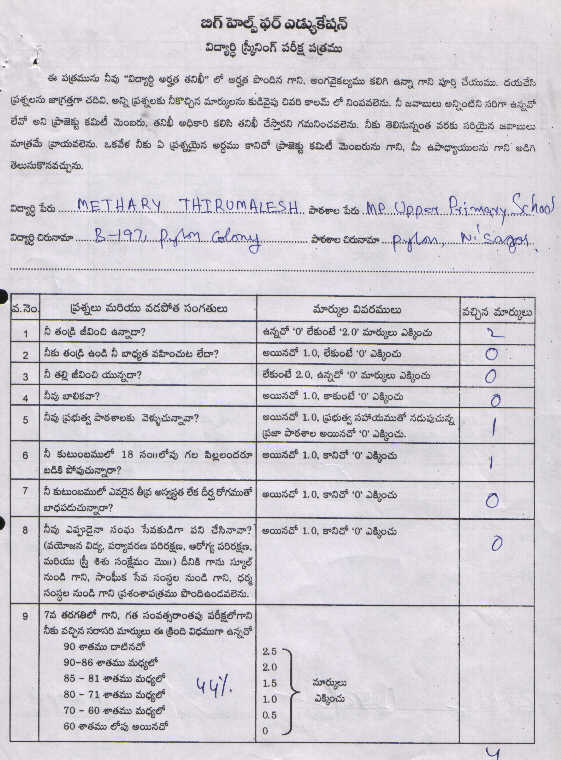 బిగ్ హెల్ప్ ఫర్ ఎడ్యుకేషన్
విద్యార్థి స్క్రీనింగ్ పరీక్ష పత్రము
ఈ పత్రమును నీవు "విద్యార్థి అర్హత తనిఖీ" లో అర్హత పొందిన గాని, అంగవైకల్యము కలిగి ఉన్నా గాని పూర్తి చేయుము. దయచేసి
ప్రశ్నలను జాగ్రత్తగా చదివి, అన్ని ప్రశ్నలకు నీకొచ్చిన మార్కులను కుడివైపు చివరి కాలమ్ లో నింపవలెను. నీ జవాబులు అన్నింటిని సరిగా ఉన్నవో
లేవో అని ప్రాజెక్టు కమిటీ మెంబరు, తనిఖీ అధికారి కలిసి తనిఖీ చేస్తారని గమనించవలెను. నీకు తెలిసున్నంత వరకు సరియైన జవాబులు
మాత్రమే వ్రాయవలెను. ఒకవేళ నీకు ఏ ప్రశ్నయైన అర్థము కానిచో ప్రాజెక్టు కమిటీ మెంబరును గాని, మీ ఉపాధ్యాయులను గాని అడిగి
తెలుసుకొనవచ్చును.
విద్యార్థి పేరు METHARY THIRUMALESH పాఠశాల పేరు MP Upper Primary School
విద్యార్థి చిరునామా B-197, Pylon Colony పాఠశాల చిరునామా Pylon, N'Sagar.
వ.నెం. ప్రశ్నలు మరియు వడపోత సంగతులు మార్కుల వివరములు వచ్చిన మార్కులు
1 నీ తండ్రి జీవించి ఉన్నాడా? ఉన్నచో '0' లేకుంటే '2.0' మార్కులు ఎక్కించు 2
2 నీకు తండ్రి ఉండి నీ బాధ్యత వహించుట లేదా? అయినచో 1.0, లేకుంటే '0' ఎక్కించు 0
3 నీ తల్లి జీవించి యున్నదా? లేకుంటే 2.0, ఉన్నచో '0' మార్కులు ఎక్కించు 0
4 నీవు బాలికవా? అయినచో 1.0, కాకుంటే '0' ఎక్కించు 0
5 నీవు ప్రభుత్వ పాఠశాలకు వెళ్ళుచున్నావా? అయినచో 1.0, ప్రభుత్వ సహాయముతో నడుపుచున్న 1
ప్రజా పాఠశాల అయినచో '0' ఎక్కించు.
6 నీ కుటుంబములో 18 సం॥లోపు గల పిల్లలందరూ అయినచో 1.0, కానిచో '0' ఎక్కించు 1
బడికి పోవుచున్నారా?
7 నీ కుటుంబములో ఎవరైన తీవ్ర అస్వస్థత లేక దీర్ఘ రోగముతో అయినచో 1.0, కానిచో '0' ఎక్కించు 0
బాధపడుచున్నారా?
8 నీవు ఎప్పుడైనా సంఘ సేవకుడిగా పని చేసినావా? అయినచో 1.0, కానిచో '0' ఎక్కించు 0
(వయోజన విద్య, పర్యావరణ పరిరక్షణ, ఆరోగ్య పరిరక్షణ,
మరియు స్త్రీ శిశు సంక్షేమం మొ॥) దీనికి గాను స్కూల్
నుండి గాని, సాంఘిక సేవ సంస్థల నుండి గాని, ధర్మ
సంస్థల నుండి గాని ప్రశంశాపత్రము పొందిఉండవలెను.
9 7వ తరగతిలో గాని, గత సంవత్సరాంతపు పరీక్షలోగాని
నీకు వచ్చిన సరాసరి మార్కులు ఈ క్రింది విధముగా ఉన్నచో
90 శాతము దాటినచో 2.5
90-86 శాతము మధ్యలో 2.0
85 - 81 శాతము మధ్యలో 44% 1.5 మార్కులు
80 - 71 శాతము మధ్యలో 1.0 ఎక్కించు
70 - 60 శాతము మధ్యలో 0.5
60 శాతము లోపు అయినచో 0
4